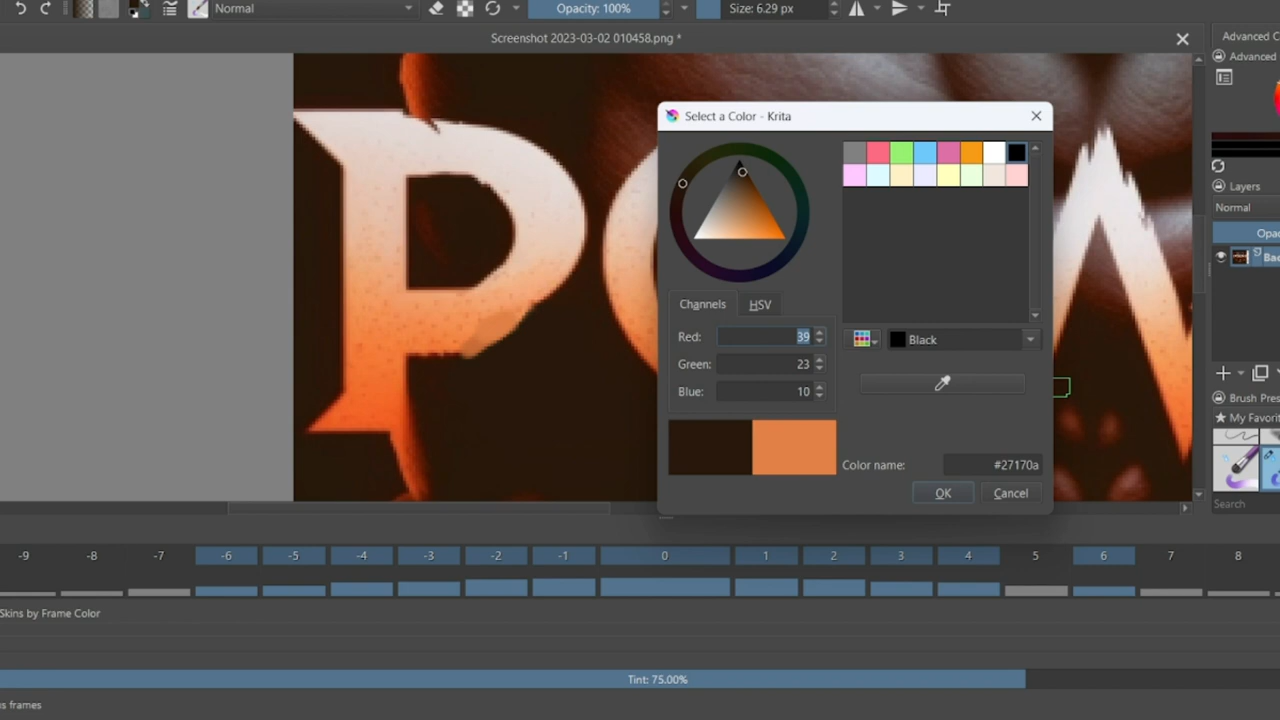 Normal
Opacity: 100%
Size: 6.29 px
Screenshot 2023-03-02 010458.png *
Advanced C
Advanced
Select a Color - Krita
P
Layers
Normal
Opac
Bac
Channels
HSV
Red: 39
Green: 23
Blue: 10
Black
Color name: #27170a
OK
Cancel
Brush Pres
My Favorit
Search
-9 -8 -7 -6 -5 -4 -3 -2 -1 0 1 2 3 4 5 6 7 8
Skins by Frame Color
Tint: 75.00%
us frames